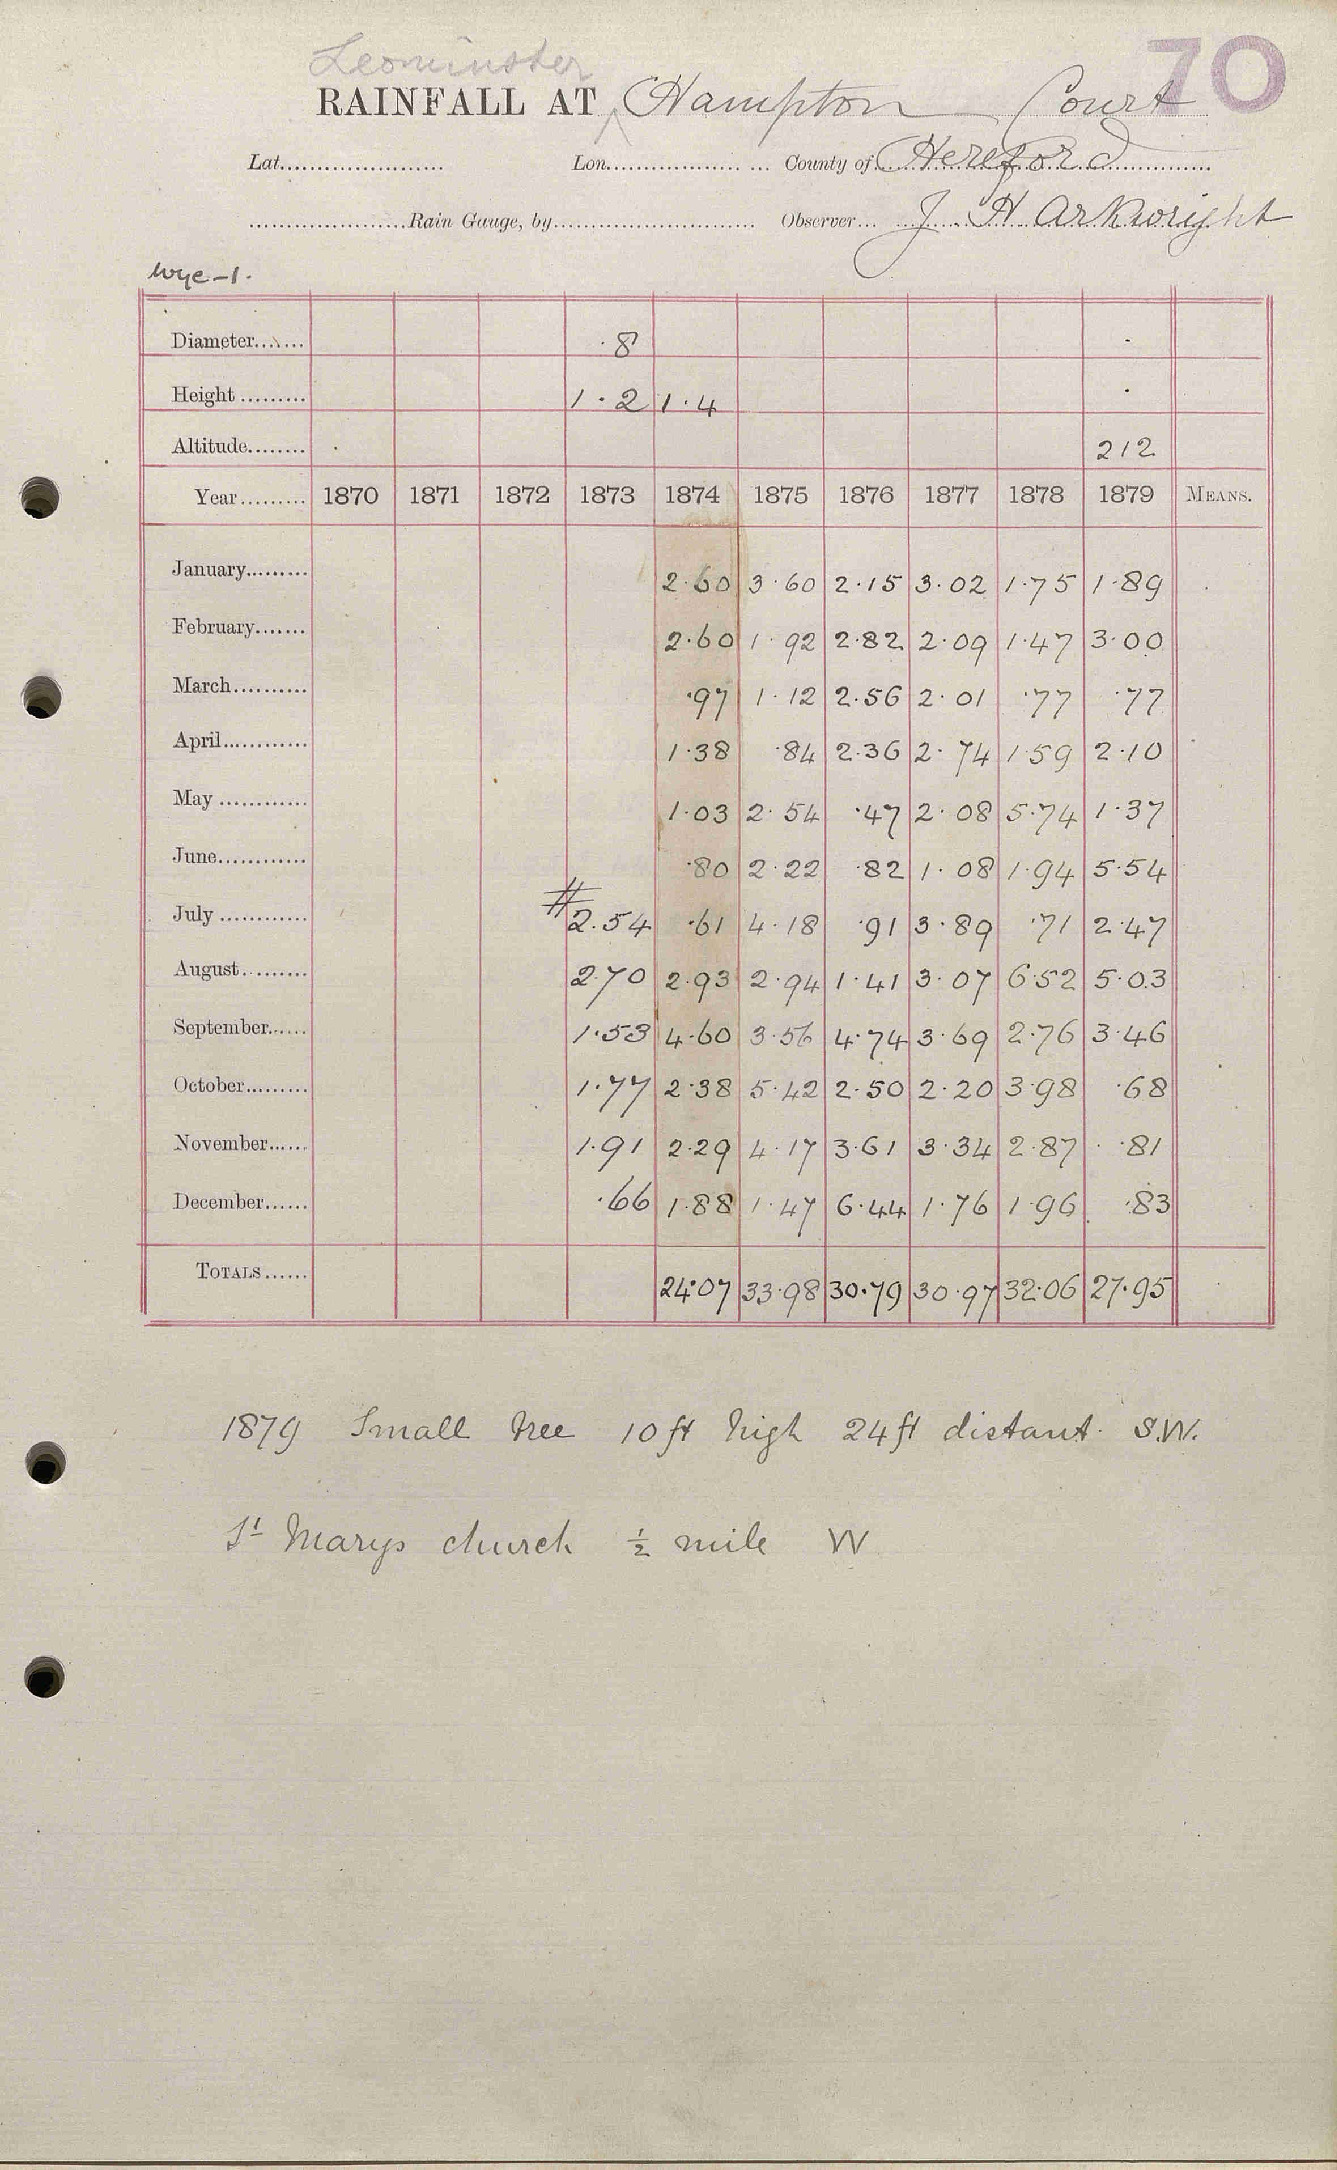 70
Leominster
RAINFALL AT Hampton Court
Lat. Lon. County of Hereford
Rain Gauge, by Observer J. H Arkwright
Wye-1.
Diameter ·8
Height 1·2 1·4
Altitude 212
Year 1870 1871 1872 1873 1874 1875 1876 1877 1878 1879 MEANS.
January 2·60 3·60 2·15 3·02 1·75 1·89
February 2·60 1·92 2·82 2·09 1·47 3·00
March ·97 1·12 2·56 2·01 ·77 ·77
April 1·38 ·84 2·36 2·74 1·59 2·10
May 1·03 2·54 ·47 2·08 5·74 1·37
June ·80 2·22 ·82 1·08 1·94 5·54
July # 2.54 ·61 4·18 ·91 3·89 ·71 2·47
August 2·70 2·93 2·94 1·41 3·07 6·52 5·03
September 1·53 4·60 3·56 4·74 3·69 2·76 3·46
October 1·77 2·38 5·42 2·50 2·20 3·98 ·68
November 1·91 2·29 4·17 3·61 3·34 2·87 ·81
December ·66 1·88 1·47 6·44 1·76 1·96 ·83
TOTALS 24·07 33·98 30·79 30·97 32·06 27·95
1879 Small tree 10ft high 24ft distant. S.W.
St Marys church ½ mile W